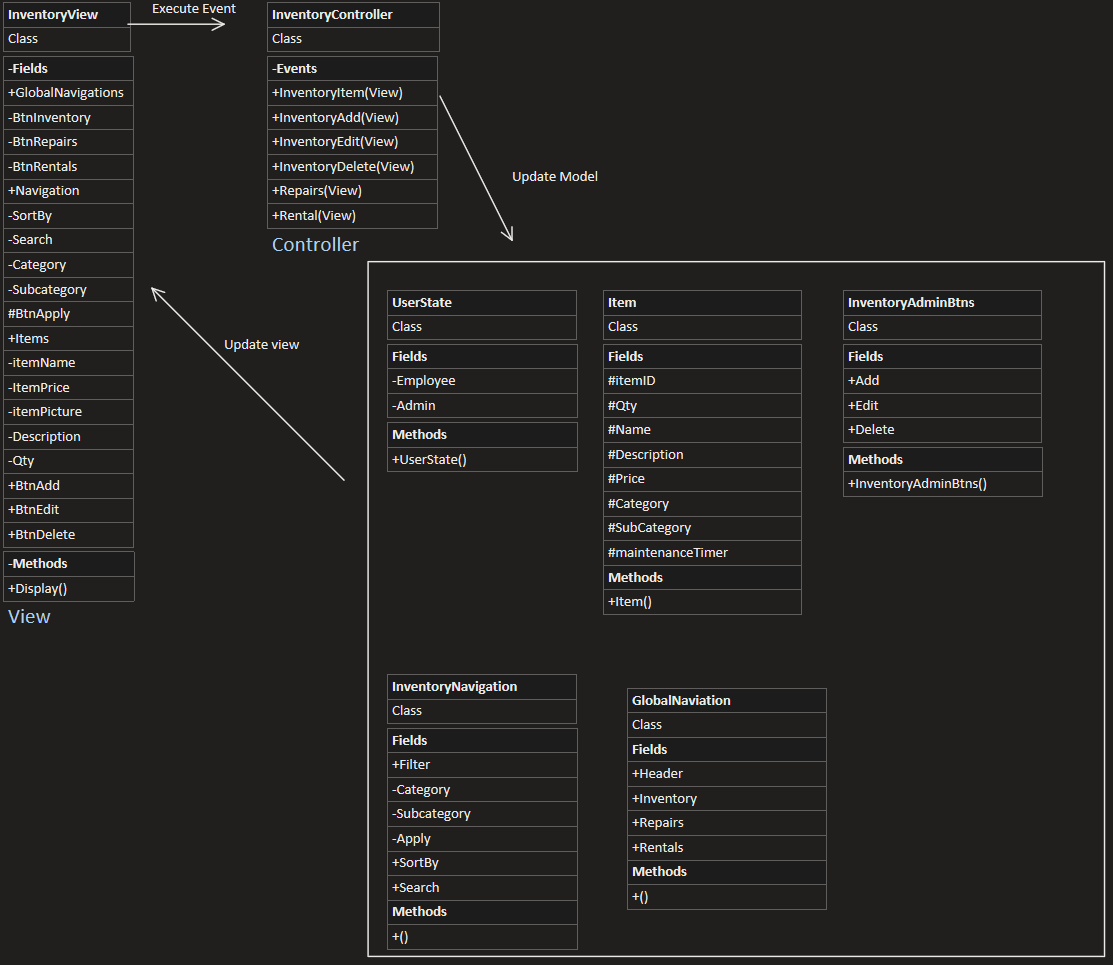 InventoryView
Class
-Fields
+GlobalNavigations
-BtnInventory
-BtnRepairs
-BtnRentals
+Navigation
-SortBy
-Search
-Category
-Subcategory
#BtnApply
+Items
-itemName
-ItemPrice
-itemPicture
-Description
-Qty
+BtnAdd
+BtnEdit
+BtnDelete
-Methods
+Display()
View
Execute Event
InventoryController
Class
-Events
+InventoryItem(View)
+InventoryAdd(View)
+InventoryEdit(View)
+InventoryDelete(View)
+Repairs(View)
+Rental(View)
Controller
Update Model
Update view
UserState
Class
Fields
-Employee
-Admin
Methods
+UserState()
Item
Class
Fields
#itemID
#Qty
#Name
#Description
#Price
#Category
#SubCategory
#maintenanceTimer
Methods
+Item()
InventoryAdminBtns
Class
Fields
+Add
+Edit
+Delete
Methods
+InventoryAdminBtns()
InventoryNavigation
Class
Fields
+Filter
-Category
-Subcategory
-Apply
+SortBy
+Search
Methods
+()
GlobalNaviation
Class
Fields
+Header
+Inventory
+Repairs
+Rentals
Methods
+()